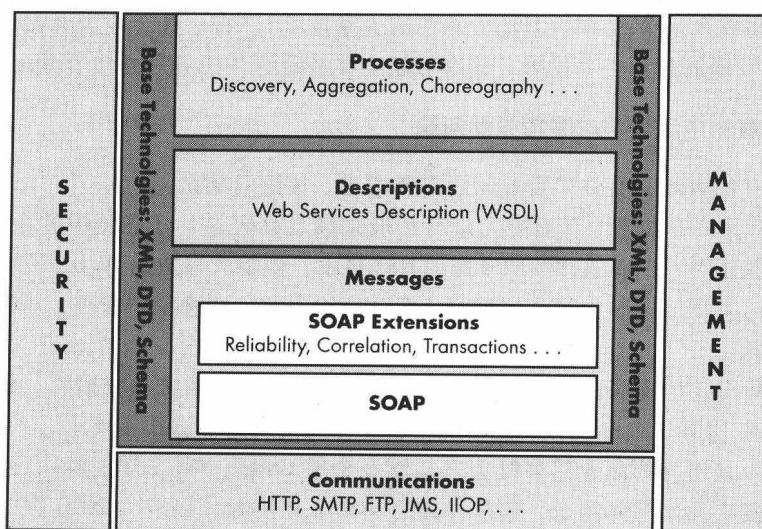 SECURITY
Base Technolgies: XML, DTD, Schema
Processes
Discovery, Aggregation, Choreography . . .
Descriptions
Web Services Description (WSDL)
Messages
SOAP Extensions
Reliability, Correlation, Transactions . . .
SOAP
Base Technolgies: XML, DTD, Schema
MANAGEMENT
Communications
HTTP, SMTP, FTP, JMS, IIOP, . . .